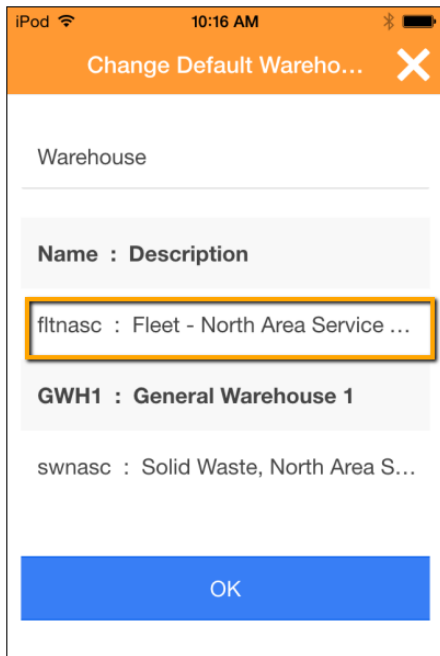 iPod 10:16 AM
Change Default Wareho...
Warehouse
Name : Description
fltnasc : Fleet - North Area Service ...
GWH1 : General Warehouse 1
swnasc : Solid Waste, North Area S...
OK